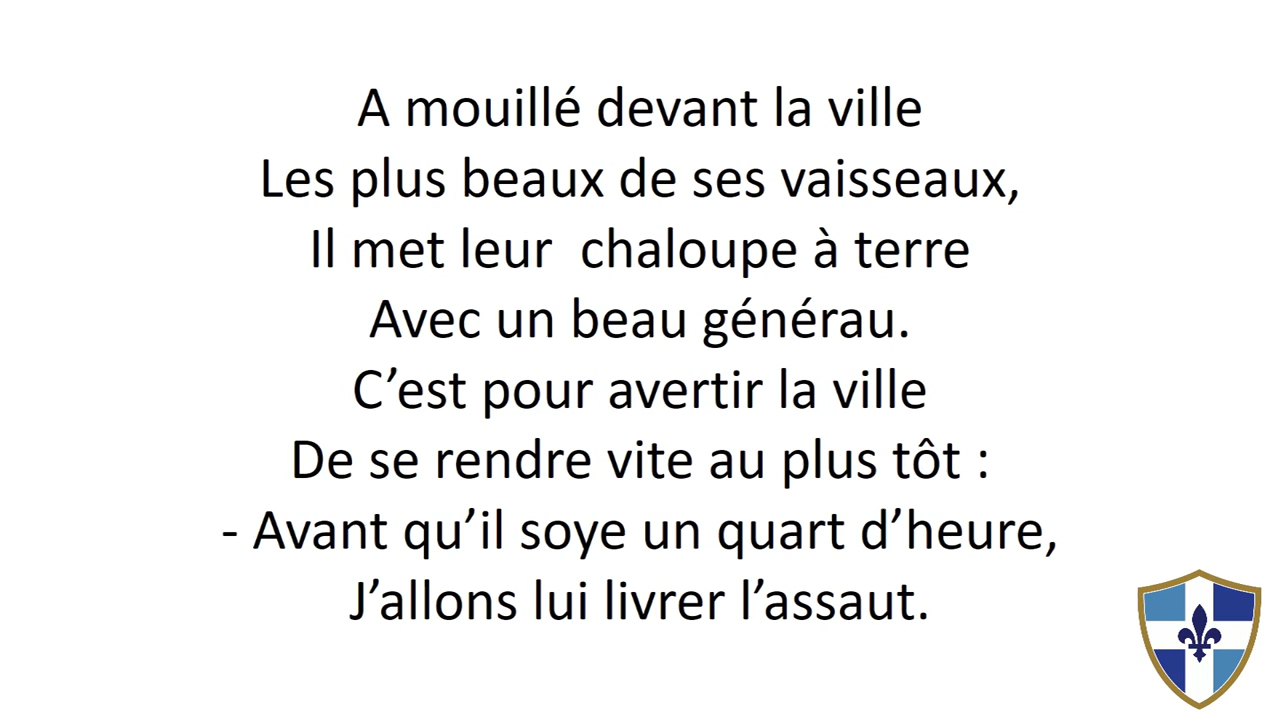 A mouillé devant la ville
Les plus beaux de ses vaisseaux,
Il met leur  chaloupe à terre
Avec un beau générau.
C’est pour avertir la ville
De se rendre vite au plus tôt :
- Avant qu’il soye un quart d’heure,
J’allons lui livrer l’assaut.